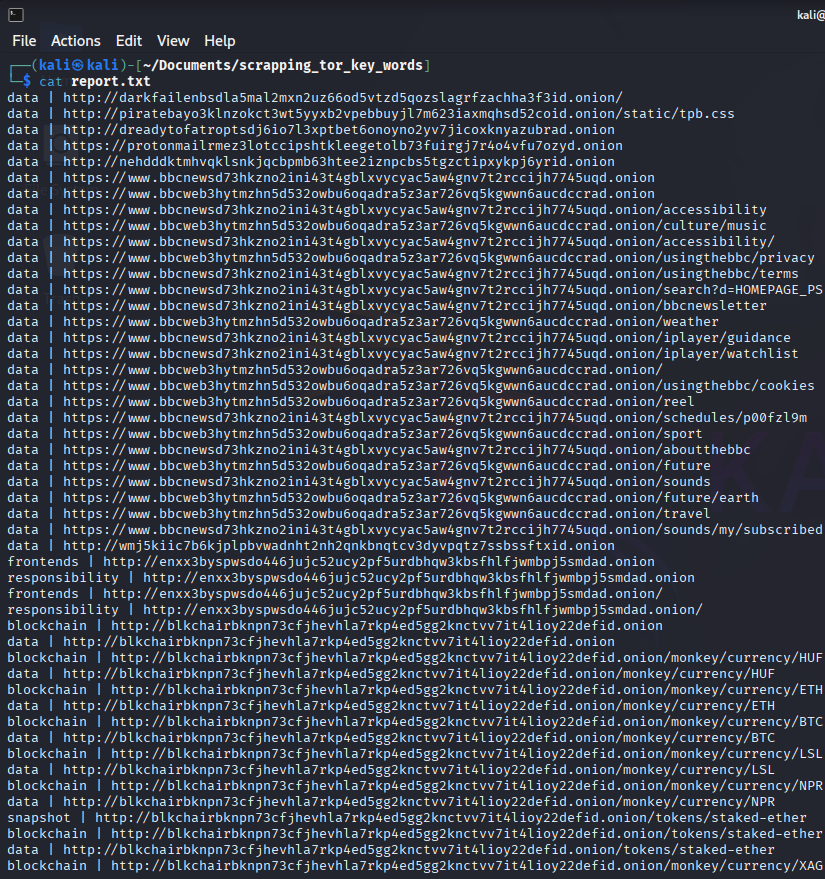 kali@
File Actions Edit View Help
┌──(kali㉿kali)-[~/Documents/scrapping_tor_key_words]
└─$ cat report.txt
data | http://darkfailenbsdla5mal2mxn2uz66od5vtzd5qozslagrfzachha3f3id.onion/
data | http://piratebayo3klnzokct3wt5yyxb2vpebbuyjl7m623iaxmqhsd52coid.onion/static/tpb.css
data | http://dreadytofatroptsdj6io7l3xptbet6onoyno2yv7jicoxknyazubrad.onion
data | https://protonmailrmez3lotccipshtkleegetolb73fuirgj7r4o4vfu7ozyd.onion
data | http://nehdddktmhvqklsnkjqcbpmb63htee2iznpcbs5tgzctipxykpj6yrid.onion
data | https://www.bbcnewsd73hkzno2ini43t4gblxvycyac5aw4gnv7t2rccijh7745uqd.onion
data | https://www.bbcweb3hytmzhn5d532owbu6oqadra5z3ar726vq5kgwwn6aucdccrad.onion
data | https://www.bbcnewsd73hkzno2ini43t4gblxvycyac5aw4gnv7t2rccijh7745uqd.onion/accessibility
data | https://www.bbcweb3hytmzhn5d532owbu6oqadra5z3ar726vq5kgwwn6aucdccrad.onion/culture/music
data | https://www.bbcnewsd73hkzno2ini43t4gblxvycyac5aw4gnv7t2rccijh7745uqd.onion/accessibility/
data | https://www.bbcnewsd73hkzno2ini43t4gblxvycyac5aw4gnv7t2rccijh7745uqd.onion/usingthebbc/privacy
data | https://www.bbcnewsd73hkzno2ini43t4gblxvycyac5aw4gnv7t2rccijh7745uqd.onion/usingthebbc/terms
data | https://www.bbcnewsd73hkzno2ini43t4gblxvycyac5aw4gnv7t2rccijh7745uqd.onion/search?d=HOMEPAGE_PS
data | https://www.bbcweb3hytmzhn5d532owbu6oqadra5z3ar726vq5kgwwn6aucdccrad.onion/bbcnewsletter
data | https://www.bbcweb3hytmzhn5d532owbu6oqadra5z3ar726vq5kgwwn6aucdccrad.onion/weather
data | https://www.bbcnewsd73hkzno2ini43t4gblxvycyac5aw4gnv7t2rccijh7745uqd.onion/iplayer/guidance
data | https://www.bbcnewsd73hkzno2ini43t4gblxvycyac5aw4gnv7t2rccijh7745uqd.onion/iplayer/watchlist
data | https://www.bbcweb3hytmzhn5d532owbu6oqadra5z3ar726vq5kgwwn6aucdccrad.onion/
data | https://www.bbcweb3hytmzhn5d532owbu6oqadra5z3ar726vq5kgwwn6aucdccrad.onion/usingthebbc/cookies
data | https://www.bbcweb3hytmzhn5d532owbu6oqadra5z3ar726vq5kgwwn6aucdccrad.onion/reel
data | https://www.bbcnewsd73hkzno2ini43t4gblxvycyac5aw4gnv7t2rccijh7745uqd.onion/schedules/p00fzl9m
data | https://www.bbcweb3hytmzhn5d532owbu6oqadra5z3ar726vq5kgwwn6aucdccrad.onion/sport
data | https://www.bbcnewsd73hkzno2ini43t4gblxvycyac5aw4gnv7t2rccijh7745uqd.onion/aboutthebbc
data | https://www.bbcweb3hytmzhn5d532owbu6oqadra5z3ar726vq5kgwwn6aucdccrad.onion/future
data | https://www.bbcweb3hytmzhn5d532owbu6oqadra5z3ar726vq5kgwwn6aucdccrad.onion/sounds
data | https://www.bbcweb3hytmzhn5d532owbu6oqadra5z3ar726vq5kgwwn6aucdccrad.onion/future/earth
data | https://www.bbcweb3hytmzhn5d532owbu6oqadra5z3ar726vq5kgwwn6aucdccrad.onion/travel
data | https://www.bbcnewsd73hkzno2ini43t4gblxvycyac5aw4gnv7t2rccijh7745uqd.onion/sounds/my/subscribed
data | http://wmj5kiic7b6kjplpbvwadnht2nh2qnkbnqtcv3dyvpqtz7ssbssftxid.onion
frontends | http://enxx3byspwsdo446jujc52ucy2pf5urdbhqw3kbsfhlfjwmbpj5smdad.onion
responsibility | http://enxx3byspwsdo446jujc52ucy2pf5urdbhqw3kbsfhlfjwmbpj5smdad.onion
frontends | http://enxx3byspwsdo446jujc52ucy2pf5urdbhqw3kbsfhlfjwmbpj5smdad.onion/
responsibility | http://enxx3byspwsdo446jujc52ucy2pf5urdbhqw3kbsfhlfjwmbpj5smdad.onion/
blockchain | http://blkchairbknpn73cfjhevhla7rkp4ed5gg2knctvv7it4lioy22defid.onion
data | http://blkchairbknpn73cfjhevhla7rkp4ed5gg2knctvv7it4lioy22defid.onion
blockchain | http://blkchairbknpn73cfjhevhla7rkp4ed5gg2knctvv7it4lioy22defid.onion/monkey/currency/HUF
data | http://blkchairbknpn73cfjhevhla7rkp4ed5gg2knctvv7it4lioy22defid.onion/monkey/currency/HUF
blockchain | http://blkchairbknpn73cfjhevhla7rkp4ed5gg2knctvv7it4lioy22defid.onion/monkey/currency/ETH
data | http://blkchairbknpn73cfjhevhla7rkp4ed5gg2knctvv7it4lioy22defid.onion/monkey/currency/ETH
blockchain | http://blkchairbknpn73cfjhevhla7rkp4ed5gg2knctvv7it4lioy22defid.onion/monkey/currency/BTC
data | http://blkchairbknpn73cfjhevhla7rkp4ed5gg2knctvv7it4lioy22defid.onion/monkey/currency/BTC
blockchain | http://blkchairbknpn73cfjhevhla7rkp4ed5gg2knctvv7it4lioy22defid.onion/monkey/currency/LSL
data | http://blkchairbknpn73cfjhevhla7rkp4ed5gg2knctvv7it4lioy22defid.onion/monkey/currency/LSL
blockchain | http://blkchairbknpn73cfjhevhla7rkp4ed5gg2knctvv7it4lioy22defid.onion/monkey/currency/NPR
data | http://blkchairbknpn73cfjhevhla7rkp4ed5gg2knctvv7it4lioy22defid.onion/monkey/currency/NPR
snapshot | http://blkchairbknpn73cfjhevhla7rkp4ed5gg2knctvv7it4lioy22defid.onion/tokens/staked-ether
blockchain | http://blkchairbknpn73cfjhevhla7rkp4ed5gg2knctvv7it4lioy22defid.onion/tokens/staked-ether
data | http://blkchairbknpn73cfjhevhla7rkp4ed5gg2knctvv7it4lioy22defid.onion/tokens/staked-ether
blockchain | http://blkchairbknpn73cfjhevhla7rkp4ed5gg2knctvv7it4lioy22defid.onion/monkey/currency/XAG